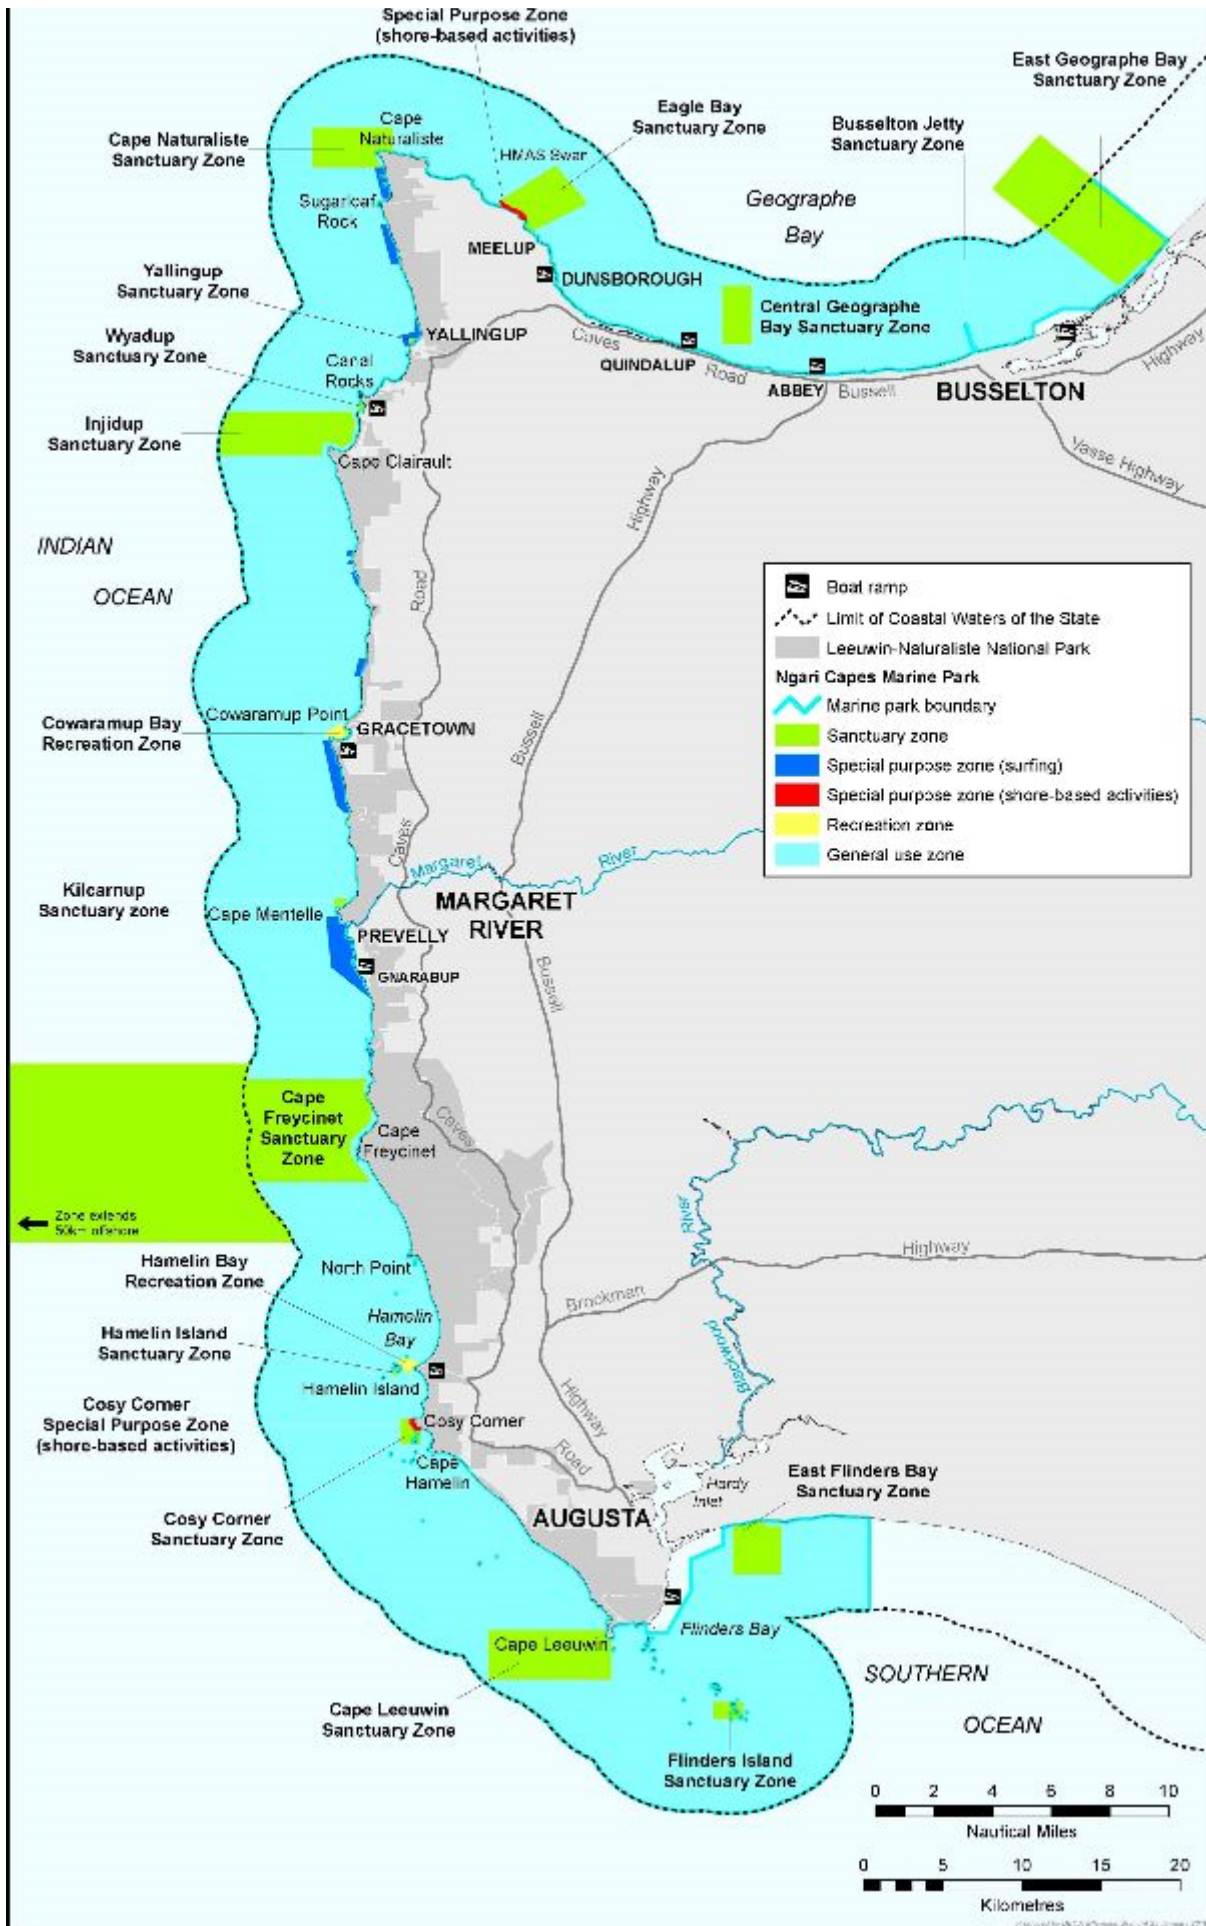 Special Purpose Zone
(shore-based activities)
East Geographe Bay
Sanctuary Zone
Cape Naturaliste
Sanctuary Zone
Cape
Naturaliste
Eagle Bay
Sanctuary Zone
Busselton Jetty
Sanctuary Zone
HMAS Swan
Sugarloaf
Rock
Geographe
Bay
MEELUP
DUNSBOROUGH
Yallingup
Sanctuary Zone
YALLINGUP
Central Geographe
Bay Sanctuary Zone
Wyadup
Sanctuary Zone
Canal
Rocks
Caves
Road
QUINDALUP
ABBEY
Bussell
Highway
BUSSELTON
Injidup
Sanctuary Zone
Cape Clairault
Vasse Highway
Highway
INDIAN
OCEAN
Road
Bussell
Boat ramp
Limit of Coastal Waters of the State
Leeuwin-Naturaliste National Park
Ngari Capes Marine Park
Marine park boundary
Sanctuary zone
Special purpose zone (surfing)
Special purpose zone (shore-based activities)
Recreation zone
General use zone
Cowaramup Point
Cowaramup Bay
Recreation Zone
GRACETOWN
Caves
Margaret
River
Kilcarnup
Sanctuary zone
Cape Mentelle
MARGARET
RIVER
PREVELLY
GNARABUP
Bussell
Cape
Freycinet
Sanctuary
Zone
Cape
Freycinet
Caves
Zone extends
50km offshore
River
Highway
Hamelin Bay
Recreation Zone
North Point
Brockman
Hamelin
Bay
Hamelin Island
Sanctuary Zone
Blackwood
Hamelin Island
Cosy Corner
Special Purpose Zone
(shore-based activities)
Cosy Corner
Highway
Road
Cape
Hamelin
Hardy
Inlet
East Flinders Bay
Sanctuary Zone
Cosy Corner
Sanctuary Zone
AUGUSTA
Flinders Bay
Cape Leeuwin
SOUTHERN
OCEAN
Cape Leeuwin
Sanctuary Zone
Flinders Island
Sanctuary Zone
0 2 4 6 8 10
Nautical Miles
0 5 10 15 20
Kilometres